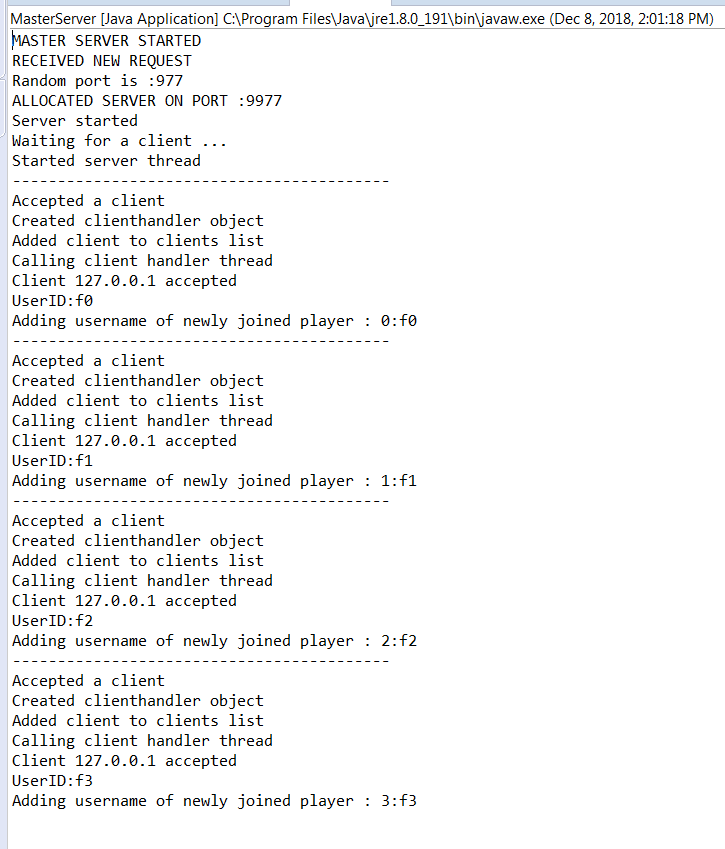 MasterServer [Java Application] C:\Program Files\Java\jre1.8.0_191\bin\javaw.exe (Dec 8, 2018, 2:01:18 PM)
MASTER SERVER STARTED
RECEIVED NEW REQUEST
Random port is :977
ALLOCATED SERVER ON PORT :9977
Server started
Waiting for a client ...
Started server thread
------------------------------------------
Accepted a client
Created clienthandler object
Added client to clients list
Calling client handler thread
Client 127.0.0.1 accepted
UserID:f0
Adding username of newly joined player : 0:f0
------------------------------------------
Accepted a client
Created clienthandler object
Added client to clients list
Calling client handler thread
Client 127.0.0.1 accepted
UserID:f1
Adding username of newly joined player : 1:f1
------------------------------------------
Accepted a client
Created clienthandler object
Added client to clients list
Calling client handler thread
Client 127.0.0.1 accepted
UserID:f2
Adding username of newly joined player : 2:f2
------------------------------------------
Accepted a client
Created clienthandler object
Added client to clients list
Calling client handler thread
Client 127.0.0.1 accepted
UserID:f3
Adding username of newly joined player : 3:f3